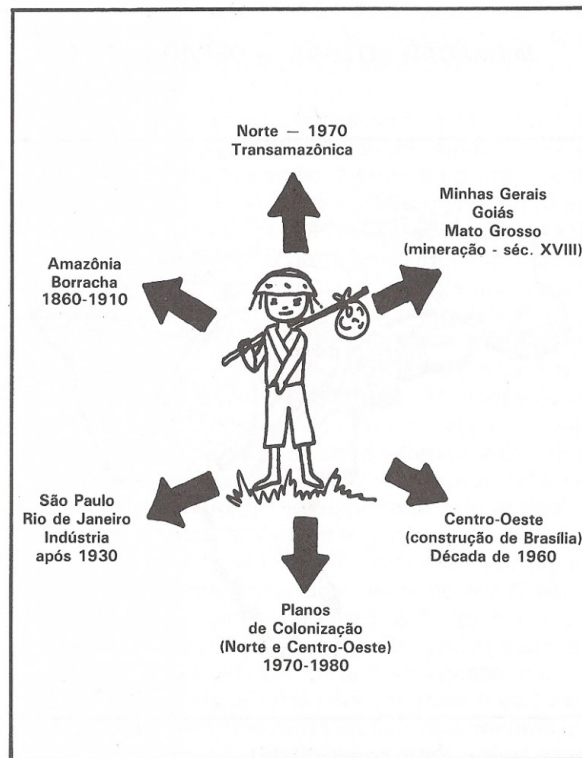 Norte — 1970
Transamazônica
Minhas Gerais
Goiás
Mato Grosso
(mineração - séc. XVIII)
Amazônia
Borracha
1860-1910
São Paulo
Rio de Janeiro
Indústria
após 1930
Centro-Oeste
(construção de Brasília)
Década de 1960
Planos
de Colonização
(Norte e Centro-Oeste)
1970-1980